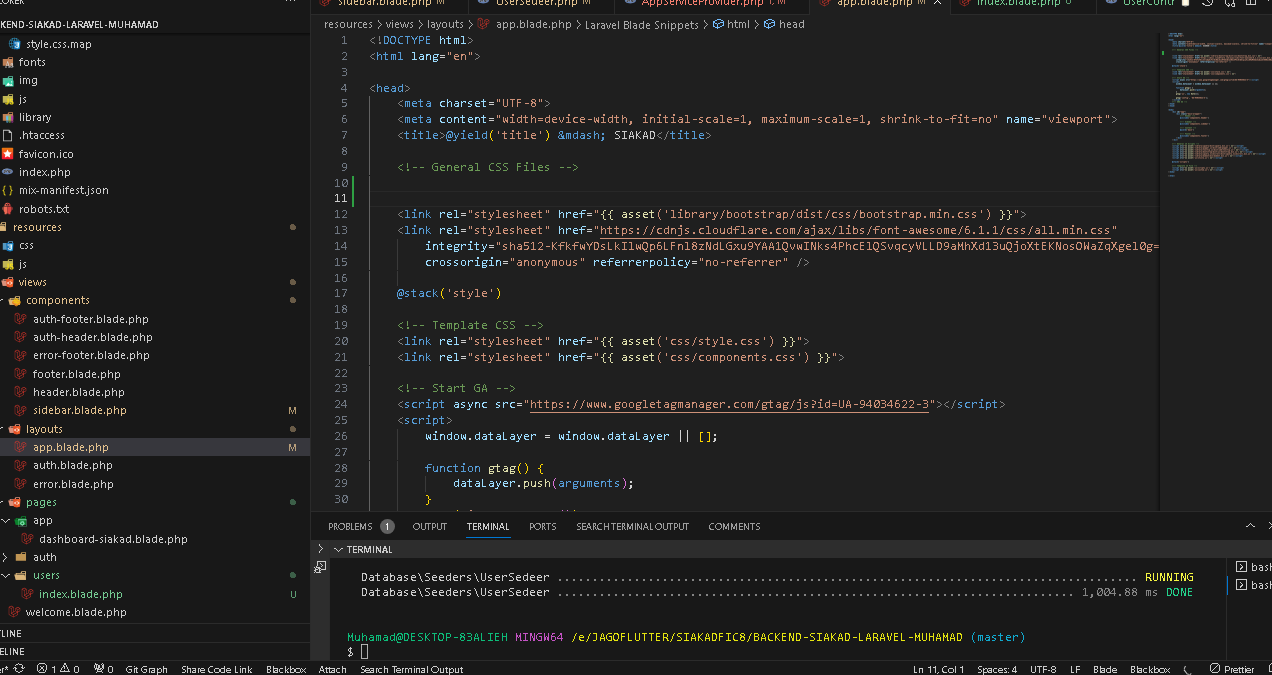 sidebar.blade.php M
UserSedeer.php M
AppServiceProvider.php 1, M
app.blade.php M
index.blade.php U
UserContr
KEND-SIAKAD-LARAVEL-MUHAMAD
style.css.map
fonts
img
js
library
.htaccess
favicon.ico
index.php
mix-manifest.json
robots.txt
resources
css
js
views
components
auth-footer.blade.php
auth-header.blade.php
error-footer.blade.php
footer.blade.php
header.blade.php
sidebar.blade.php M
layouts
app.blade.php M
auth.blade.php
error.blade.php
pages
app
dashboard-siakad.blade.php
auth
users
index.blade.php U
welcome.blade.php
TLINE
ELINE
resources > views > layouts > app.blade.php > Laravel Blade Snippets > html > head
1 <!DOCTYPE html>
2 <html lang="en">
3
4 <head>
5 <meta charset="UTF-8">
6 <meta content="width=device-width, initial-scale=1, maximum-scale=1, shrink-to-fit=no" name="viewport">
7 <title>@yield('title') &mdash; SIAKAD</title>
8
9 <!-- General CSS Files -->
10
11
12 <link rel="stylesheet" href="{{ asset('library/bootstrap/dist/css/bootstrap.min.css') }}">
13 <link rel="stylesheet" href="https://cdnjs.cloudflare.com/ajax/libs/font-awesome/6.1.1/css/all.min.css"
14 integrity="sha512-KfkfwYDsLkIlwQp6LFnl8zNdLGxu9YAA1QvwINks4PhcElQSvqcyVLLD9aMhXd13uQjoXtEKNosOWaZqXgel0g=
15 crossorigin="anonymous" referrerpolicy="no-referrer" />
16
17 @stack('style')
18
19 <!-- Template CSS -->
20 <link rel="stylesheet" href="{{ asset('css/style.css') }}">
21 <link rel="stylesheet" href="{{ asset('css/components.css') }}">
22
23 <!-- Start GA -->
24 <script async src="https://www.googletagmanager.com/gtag/js?id=UA-94034622-3"></script>
25 <script>
26 window.dataLayer = window.dataLayer || [];
27
28 function gtag() {
29 dataLayer.push(arguments);
30 }
PROBLEMS 1 OUTPUT TERMINAL PORTS SEARCH TERMINAL OUTPUT COMMENTS
TERMINAL
Database\Seeders\UserSedeer ........................................................................ RUNNING
Database\Seeders\UserSedeer ................................................................ 1,004.88 ms DONE
Muhamad@DESKTOP-83ALIEH MINGW64 /e/JAGOFLUTTER/SIAKADFIC8/BACKEND-SIAKAD-LARAVEL-MUHAMAD (master)
$
bash
bash
er* 1 0 0 Git Graph Share Code Link Blackbox Attach Search Terminal Output Ln 11, Col 1 Spaces: 4 UTF-8 LF Blade Blackbox Prettier